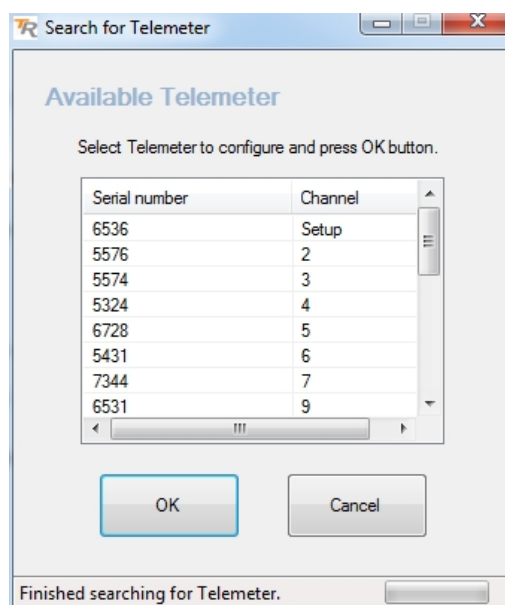 TR Search for Telemeter
Available Telemeter
Select Telemeter to configure and press OK button.
Serial number Channel
6536 Setup
5576 2
5574 3
5324 4
6728 5
5431 6
7344 7
6531 9
OK Cancel
Finished searching for Telemeter.